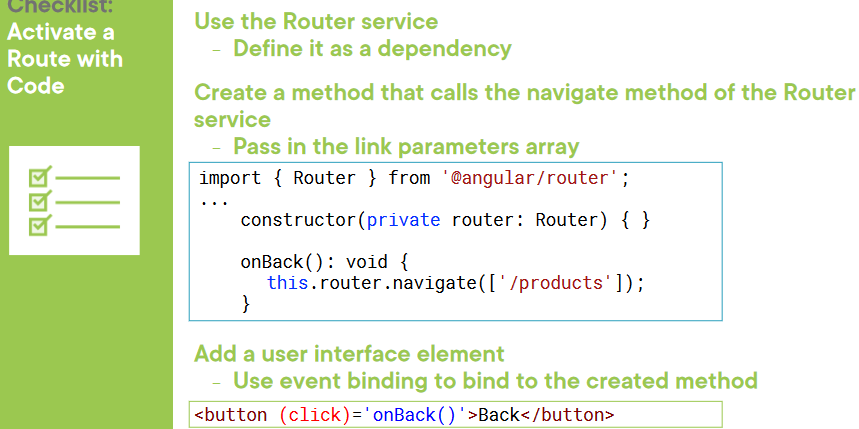 Checklist:
Activate a
Route with
Code
Use the Router service
– Define it as a dependency
Create a method that calls the navigate method of the Router
service
– Pass in the link parameters array
import { Router } from '@angular/router';
...
constructor(private router: Router) { }
onBack(): void {
this.router.navigate(['/products']);
}
Add a user interface element
– Use event binding to bind to the created method
<button (click)='onBack()'>Back</button>